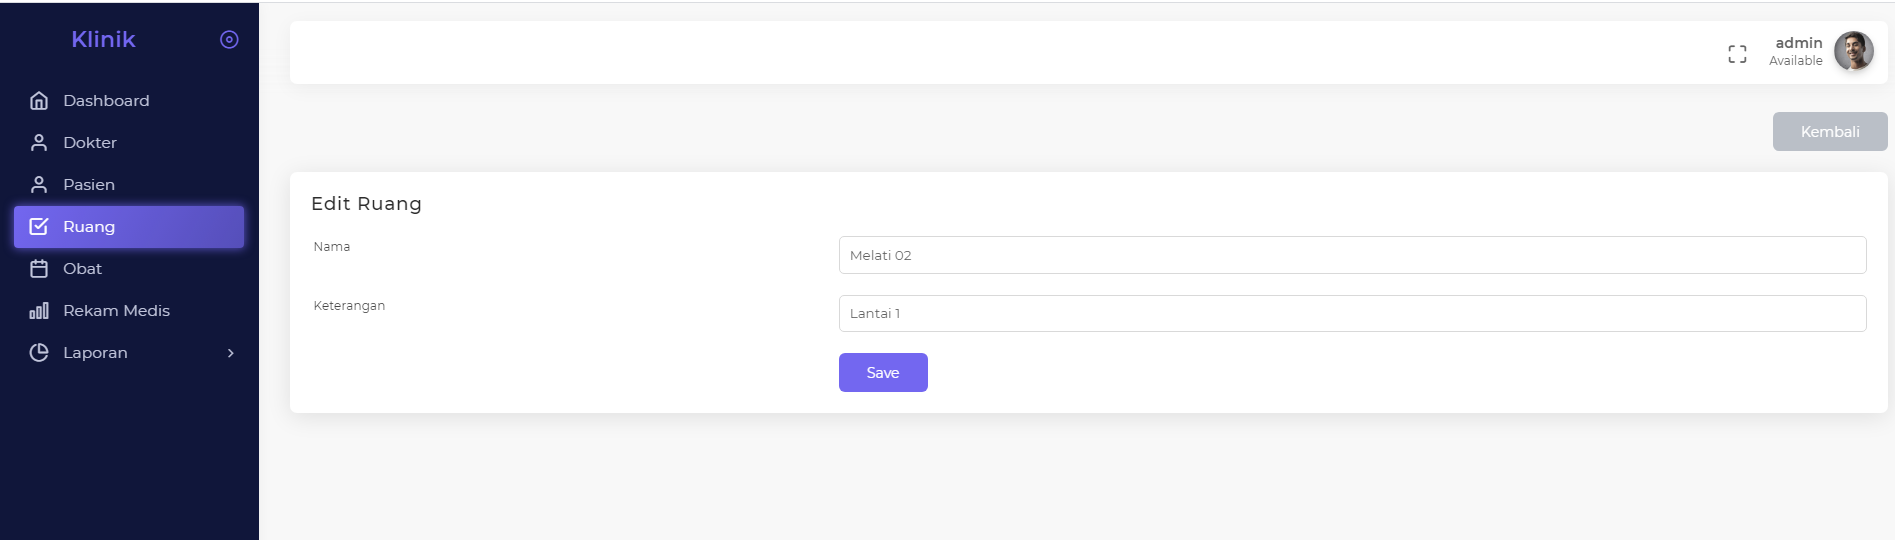 Klinik
Dashboard
Dokter
Pasien
Ruang
Obat
Rekam Medis
Laporan
admin
Available
Kembali
Edit Ruang
Nama
Melati 02
Keterangan
Lantai 1
Save